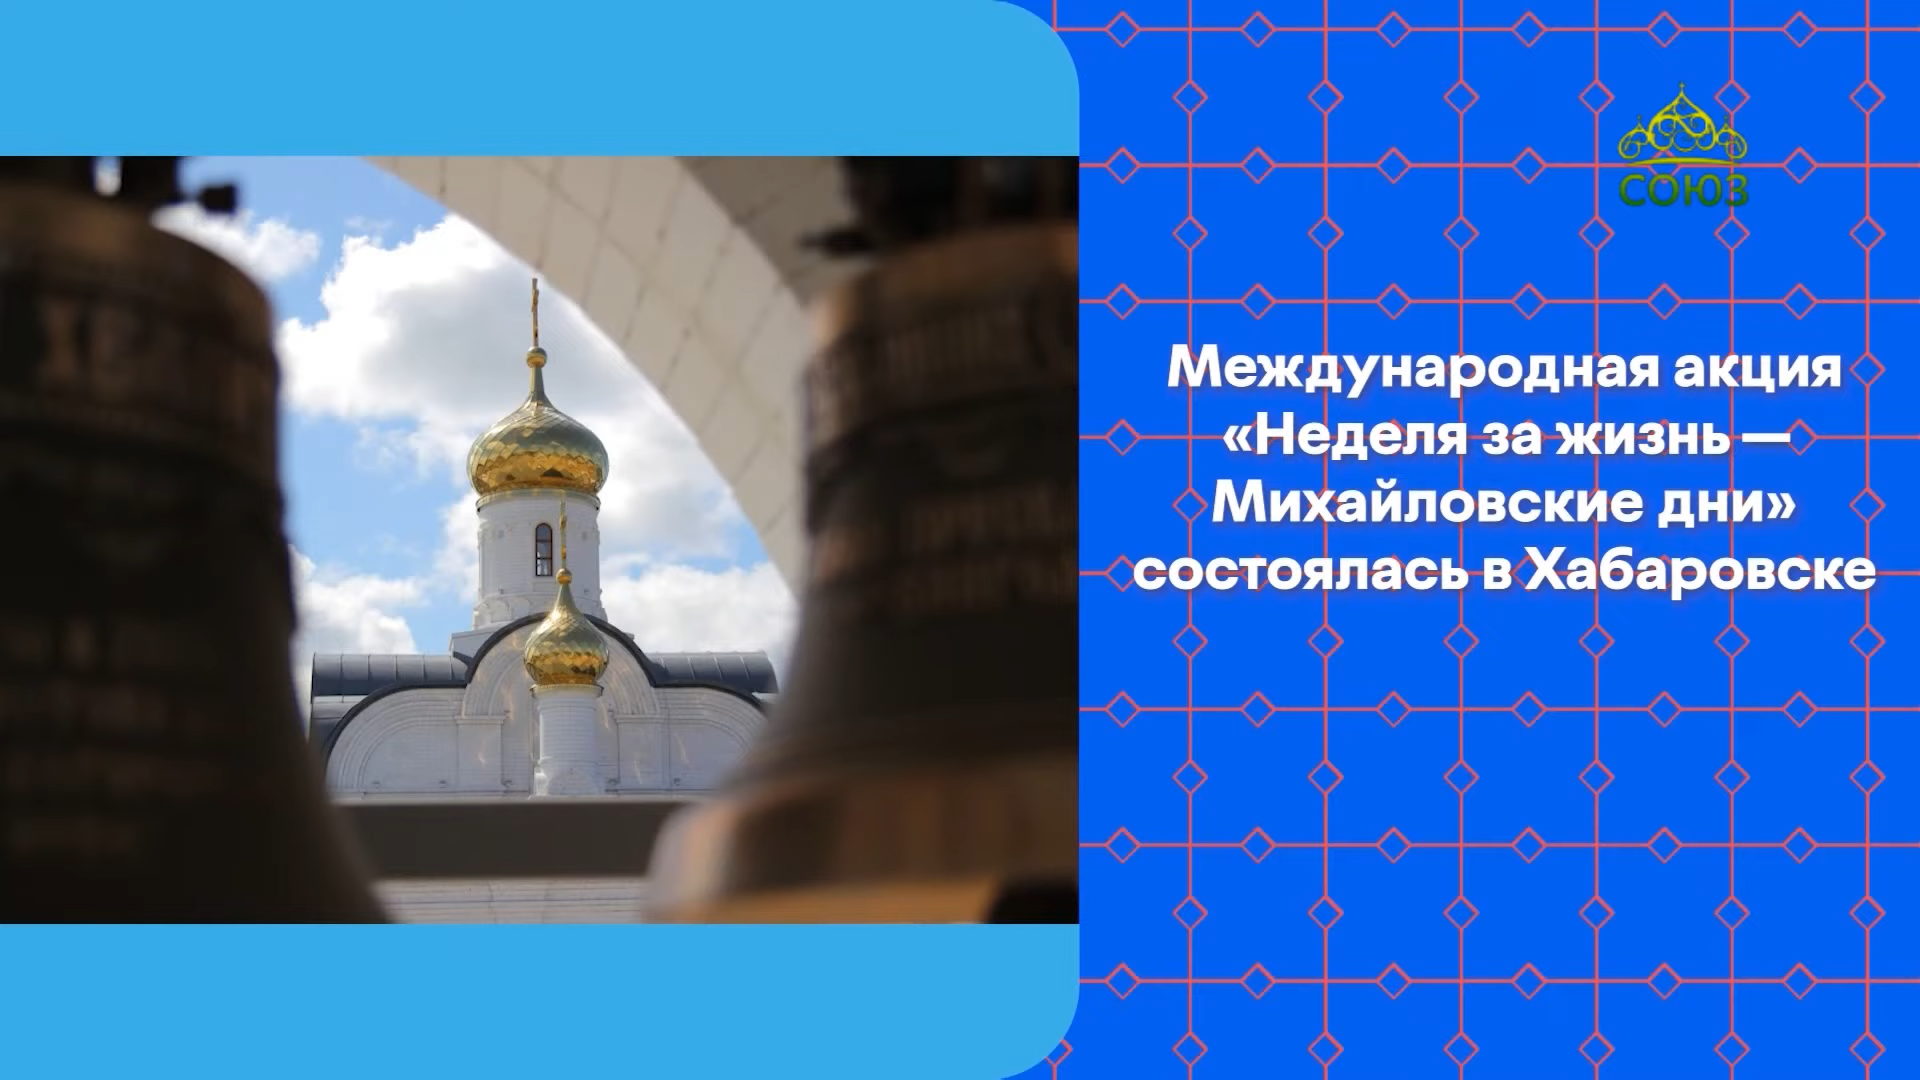 СОЮЗ
Международная акция
«Неделя за жизнь —
Михайловские дни»
состоялась в Хабаровске